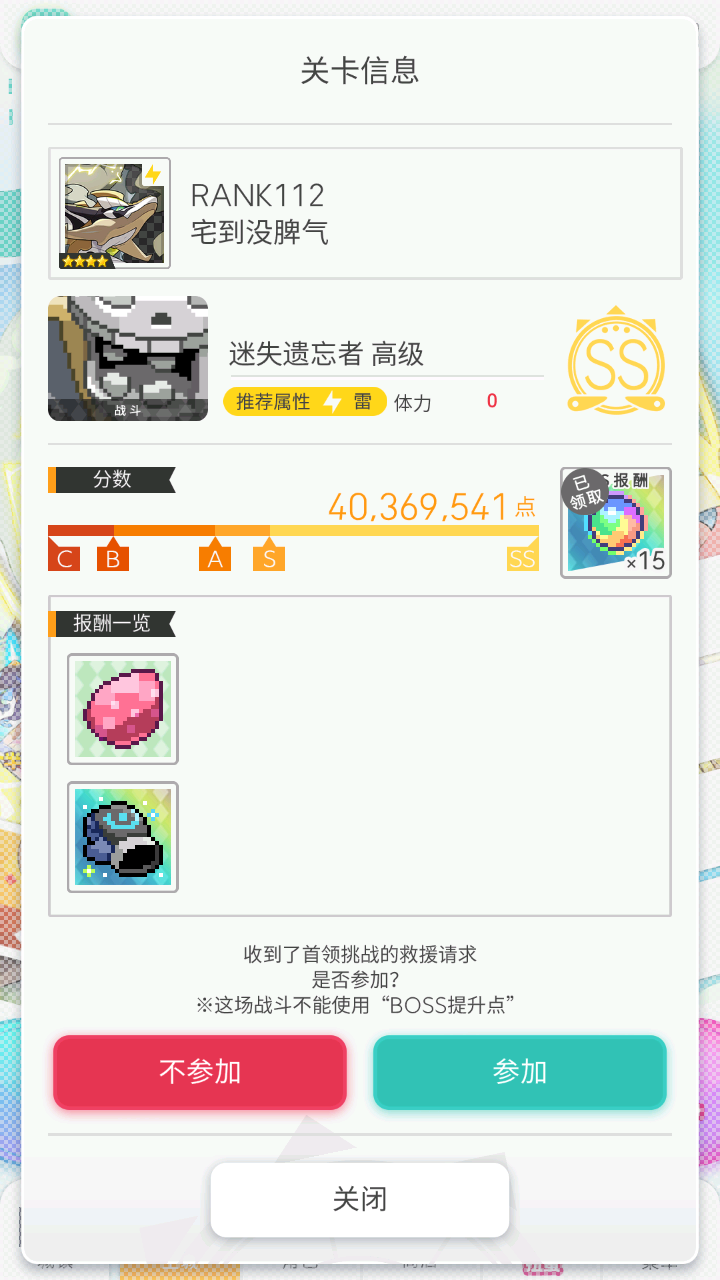 关卡信息
RANK112
宅到没脾气
迷失遗忘者 高级
战斗
推荐属性 雷 体力 0
SS
分数
40,369,541点
C B A S SS
已领取
报酬
×15
报酬一览
收到了首领挑战的救援请求
是否参加？
※这场战斗不能使用“BOSS提升点”
不参加
参加
关闭